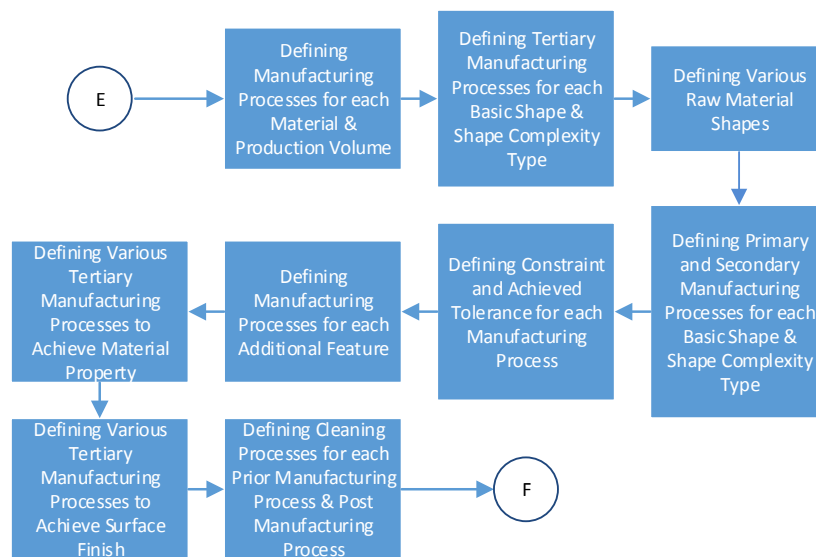 E
Defining
Manufacturing
Processes for each
Material &
Production Volume
Defining Tertiary
Manufacturing
Processes for each
Basic Shape &
Shape Complexity
Type
Defining Various
Raw Material
Shapes
Defining Primary
and Secondary
Manufacturing
Processes for each
Basic Shape &
Shape Complexity
Type
Defining Constraint
and Achieved
Tolerance for each
Manufacturing
Process
Defining
Manufacturing
Processes for each
Additional Feature
Defining Various
Tertiary
Manufacturing
Processes to
Achieve Material
Property
Defining Various
Tertiary
Manufacturing
Processes to
Achieve Surface
Finish
Defining Cleaning
Processes for each
Prior Manufacturing
Process & Post
Manufacturing
Process
F